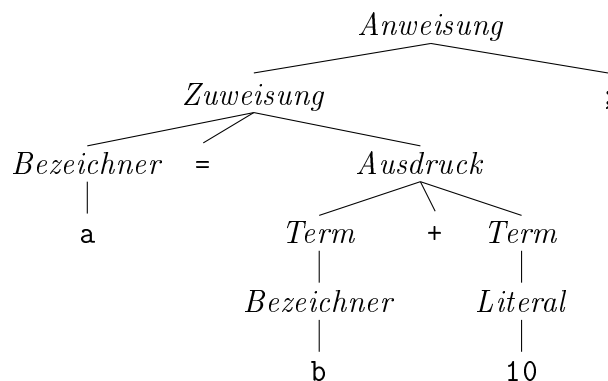 Anweisung
Zuweisung ;
Bezeichner = Ausdruck
a Term + Term
Bezeichner Literal
b 10